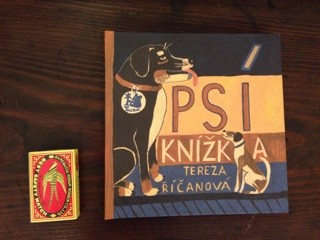 PSÍ
KNÍŽKA
TEREZA
ŘÍČANOVÁ